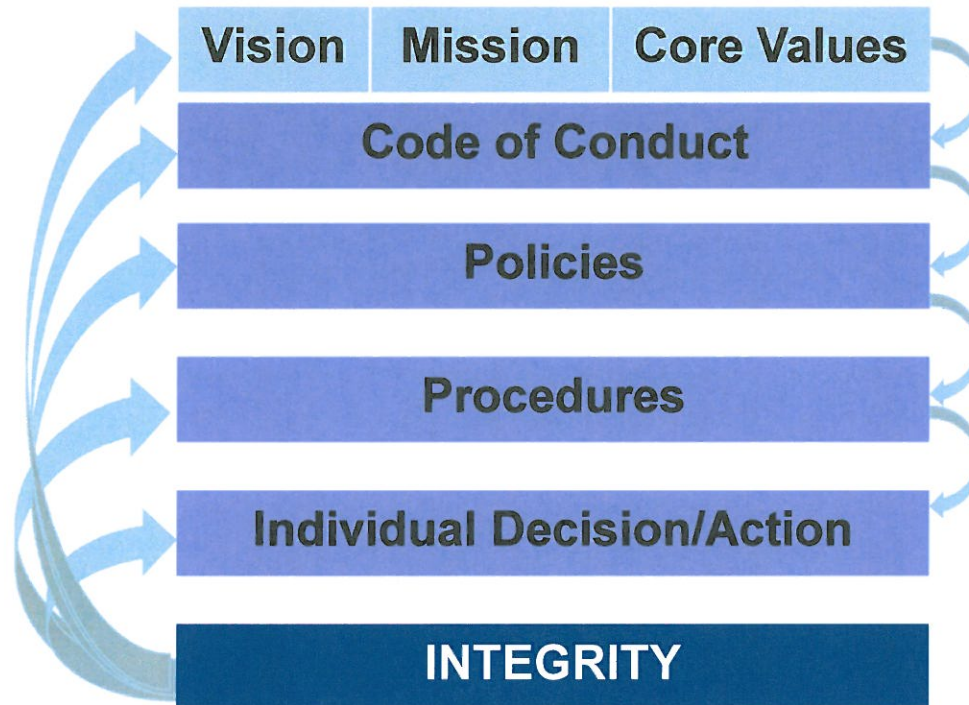 Vision Mission Core Values
Code of Conduct
Policies
Procedures
Individual Decision/Action
INTEGRITY